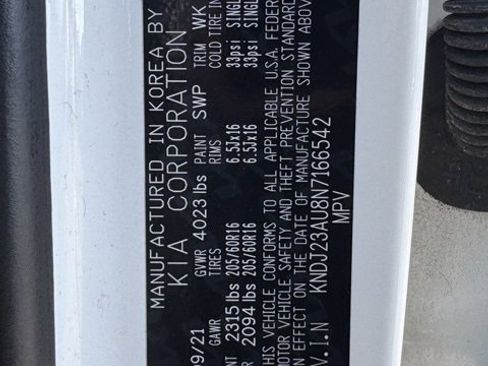 MANUFACTURED IN KOREA BY
KIA CORPORATION
09/21 GVWR 4023 lbs PAINT SWP TRIM WK
GAWR TIRES RIMS COLD TIRE IN
2315 lbs 205/60R16 6.5Jx16 33psi SINGL
2094 lbs 205/60R16 6.5Jx16 33psi SINGL
THIS VEHICLE CONFORMS TO ALL APPLICABLE U.S.A. FEDER
MOTOR VEHICLE SAFETY AND THEFT PREVENTION STANDARD
IN EFFECT ON THE DATE OF MANUFACTURE SHOWN ABOV
V.I.N KNDJ23AU8N7166542
MPV